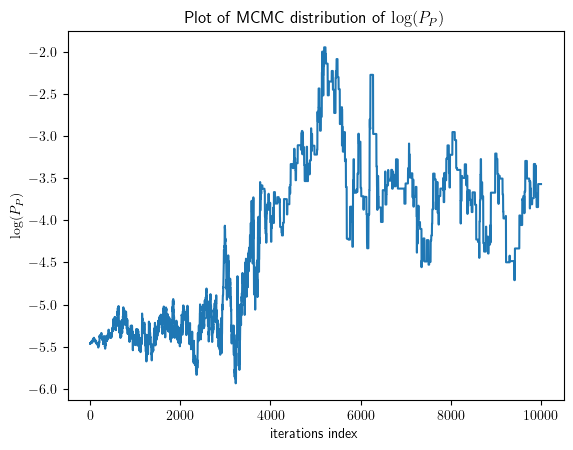 Plot of MCMC distribution of log(P_P)
−2.0
−2.5
−3.0
−3.5
−4.0
−4.5
−5.0
−5.5
−6.0
log(P_P)
0 2000 4000 6000 8000 10000
iterations index